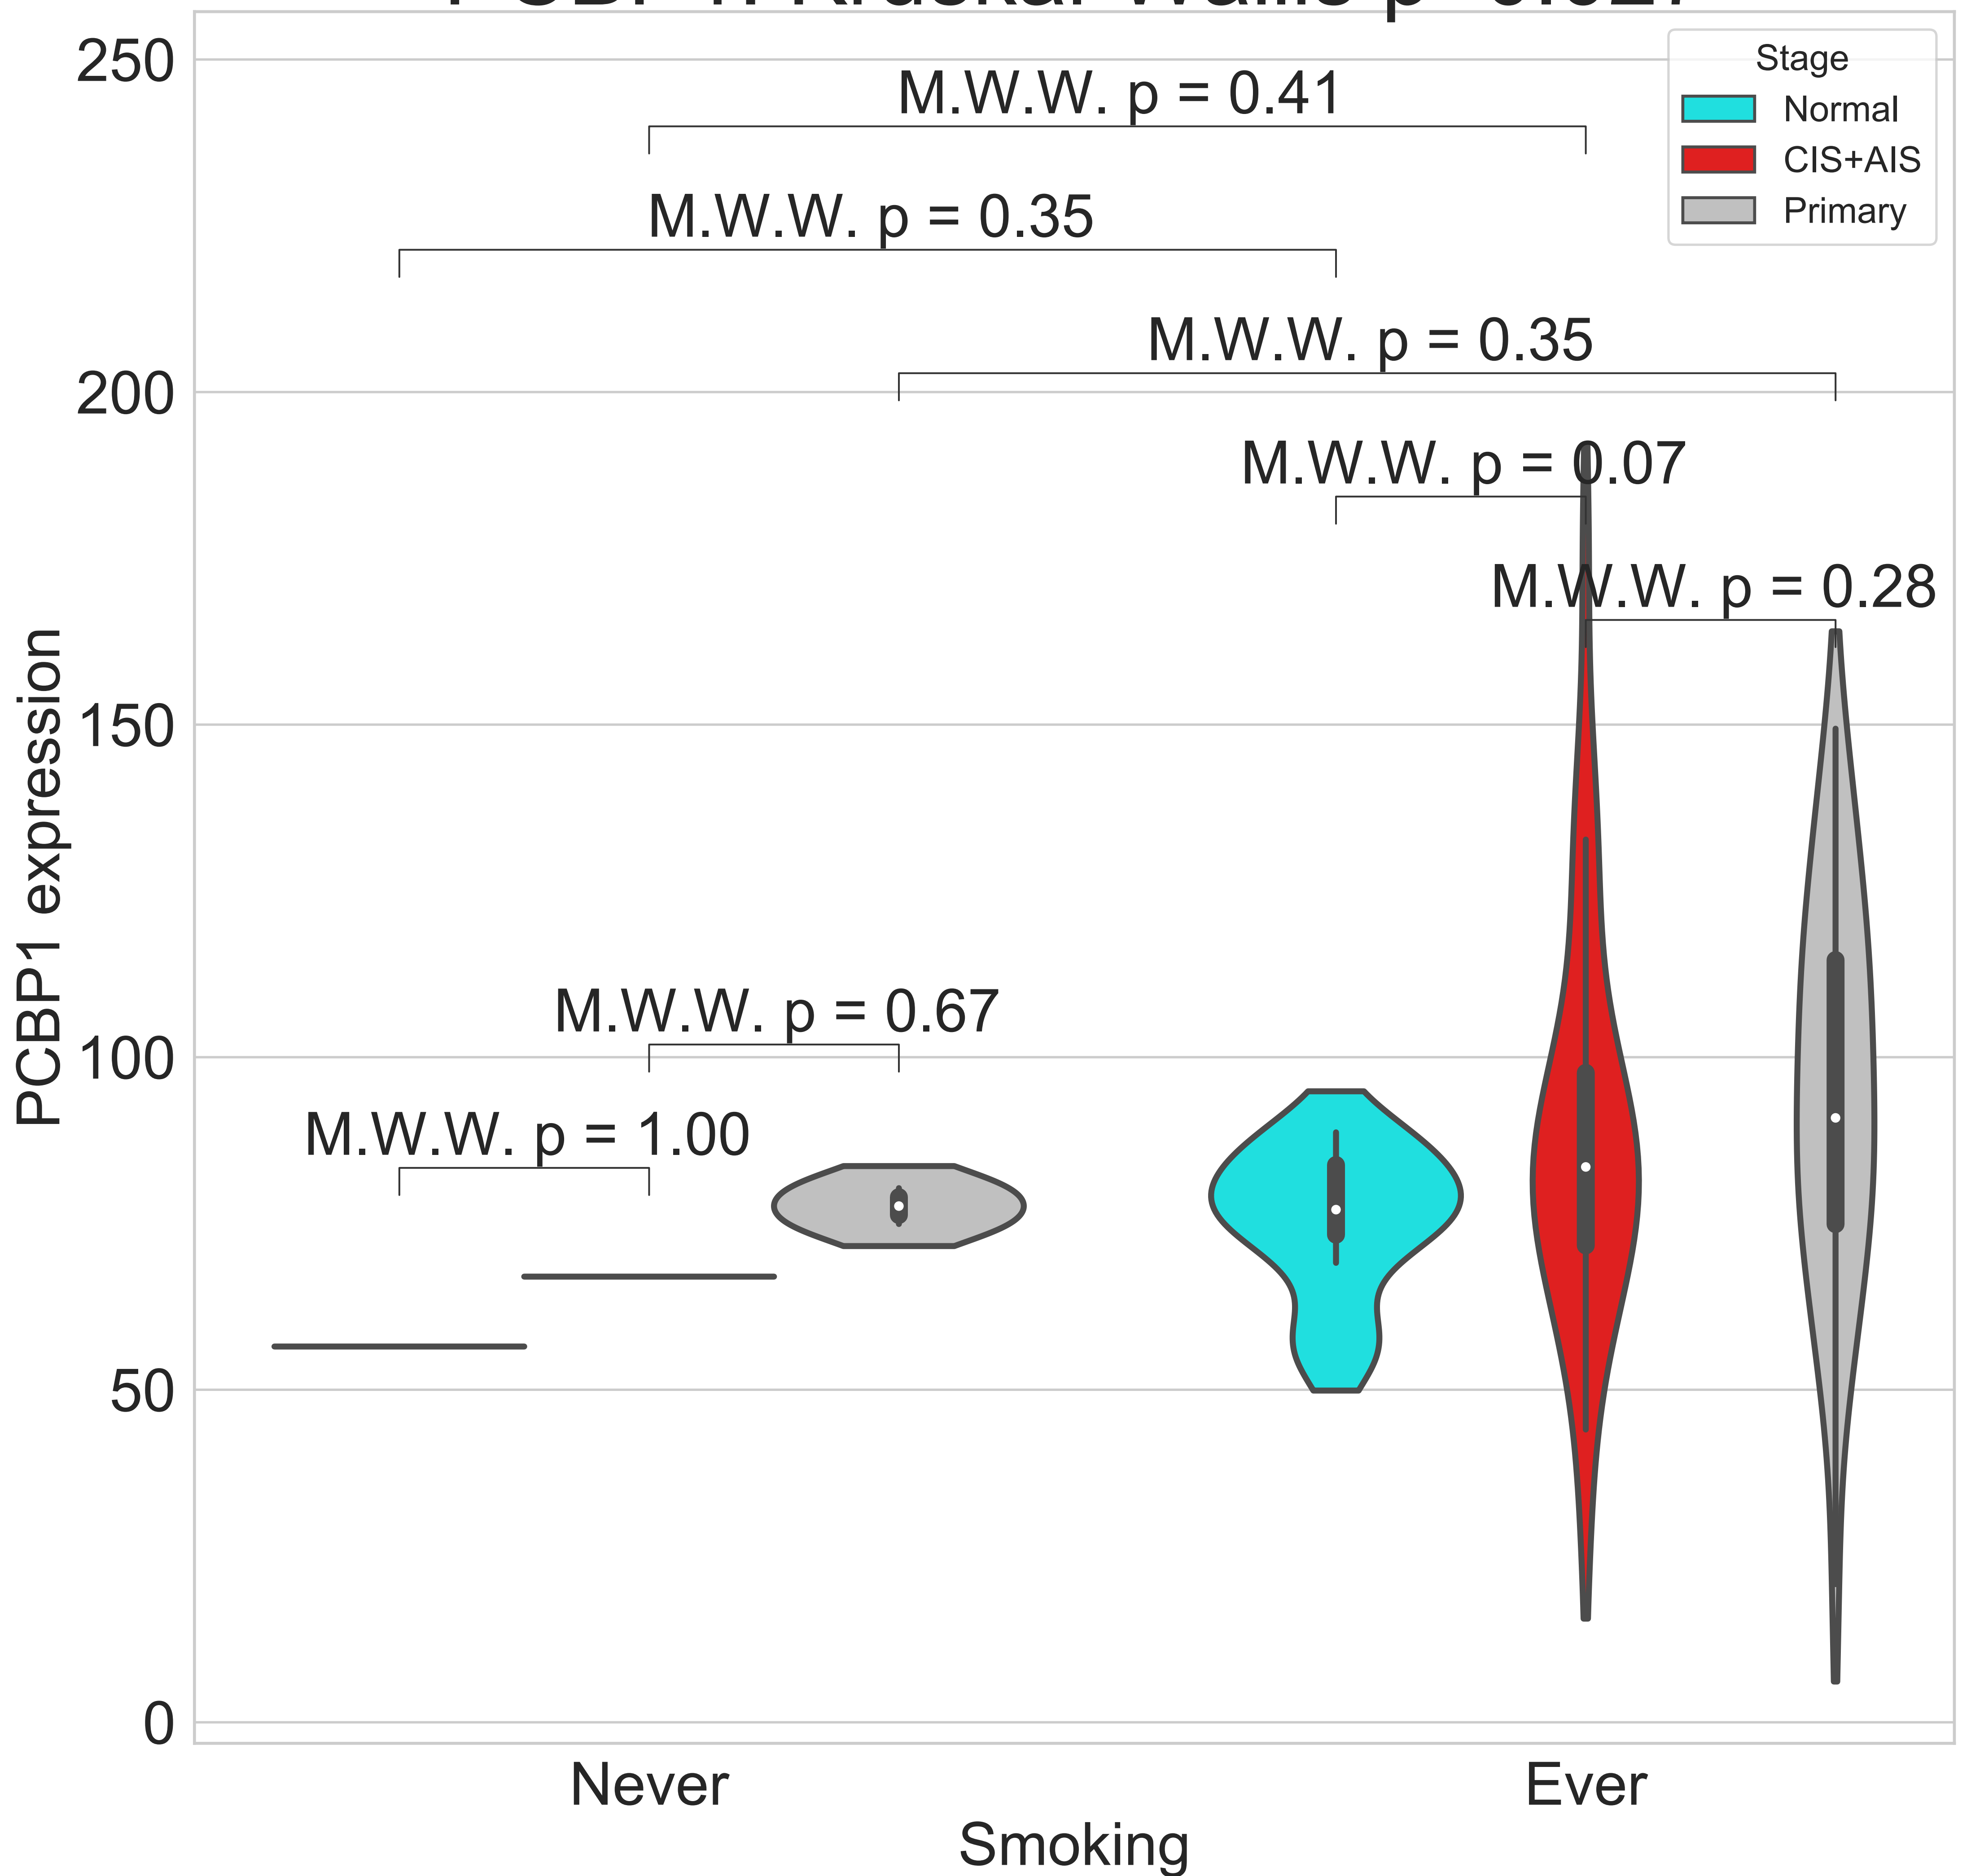 250
M.W.W. p = 0.41
Stage
Normal
CIS+AIS
Primary
M.W.W. p = 0.35
M.W.W. p = 0.35
200
M.W.W. p = 0.07
M.W.W. p = 0.28
150
PCBP1 expression
M.W.W. p = 0.67
100
M.W.W. p = 1.00
50
0
Never
Ever
Smoking